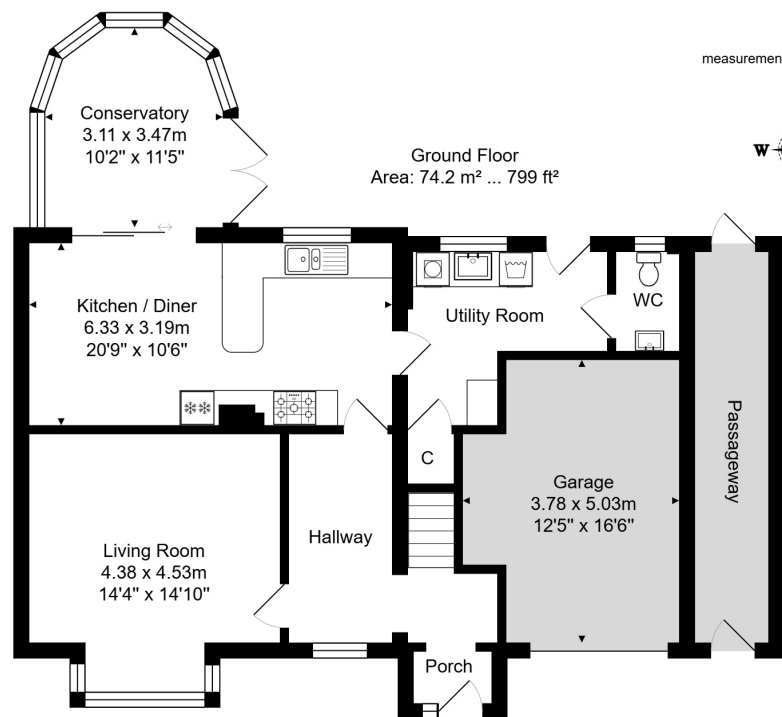 measuremen
Conservatory
3.11 x 3.47m
10'2" x 11'5"
Ground Floor
Area: 74.2 m² ... 799 ft²
W
Kitchen / Diner
6.33 x 3.19m
20'9" x 10'6"
Utility Room
WC
Passageway
C
Garage
3.78 x 5.03m
12'5" x 16'6"
Hallway
Living Room
4.38 x 4.53m
14'4" x 14'10"
Porch